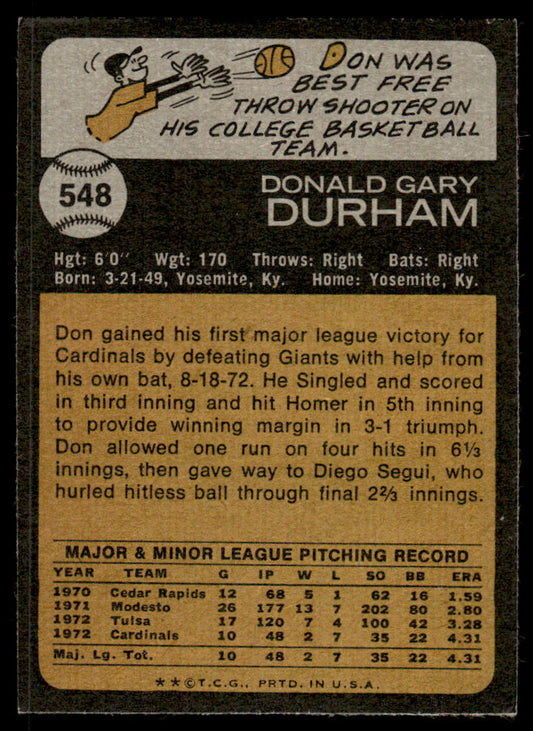 DON WAS
BEST FREE
THROW SHOOTER ON
HIS COLLEGE BASKETBALL
TEAM.
548
DONALD GARY
DURHAM
Hgt: 6'0" Wgt: 170 Throws: Right Bats: Right
Born: 3-21-49, Yosemite, Ky. Home: Yosemite, Ky.
Don gained his first major league victory for
Cardinals by defeating Giants with help from
his own bat, 8-18-72. He Singled and scored
in third inning and hit Homer in 5th inning
to provide winning margin in 3-1 triumph.
Don allowed one run on four hits in 6⅓
innings, then gave way to Diego Segui, who
hurled hitless ball through final 2⅔ innings.
MAJOR & MINOR LEAGUE PITCHING RECORD
YEAR TEAM G IP W L SO BB ERA
1970 Cedar Rapids 12 68 5 1 62 16 1.59
1971 Modesto 26 177 13 7 202 80 2.80
1972 Tulsa 17 120 7 4 100 42 3.28
1972 Cardinals 10 48 2 7 35 22 4.31
Maj. Lg. Tot. 10 48 2 7 35 22 4.31
**©T.C.G., PRTD. IN U.S.A.